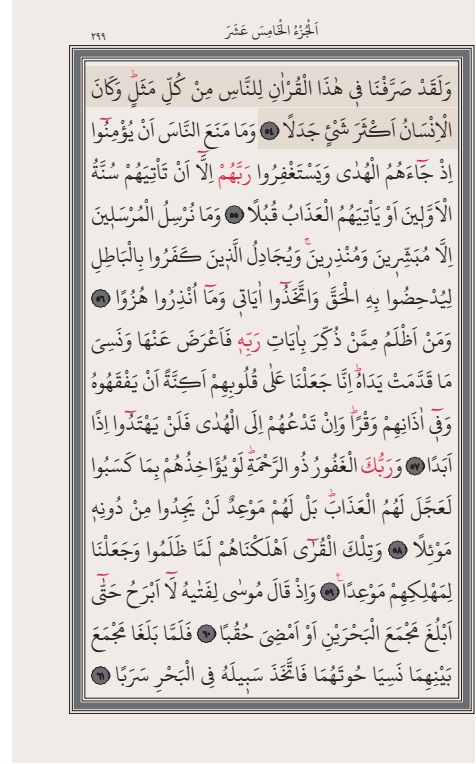 اَلْجُزْءُ الْخَامِسَ عَشَرَ
٢٩٩
وَلَقَدْ صَرَّفْنَا فٖى هٰذَا الْقُرْاٰنِ لِلنَّاسِ مِنْ كُلِّ مَثَلٍؕ وَكَانَ
الْاِنْسَانُ اَكْثَرَ شَیْءٍ جَدَلًا ﴿٥٤﴾ وَمَا مَنَعَ النَّاسَ اَنْ يُؤْمِنُٓوا
اِذْ جَٓاءَهُمُ الْهُدٰى وَيَسْتَغْفِرُوا رَبَّهُمْ اِلَّٓا اَنْ تَاْتِيَهُمْ سُنَّةُ
الْاَوَّلٖينَ اَوْ يَاْتِيَهُمُ الْعَذَابُ قُبُلًا ﴿٥٥﴾ وَمَا نُرْسِلُ الْمُرْسَلٖينَ
اِلَّا مُبَشِّرٖينَ وَمُنْذِرٖينَۚ وَيُجَادِلُ الَّذٖينَ كَفَرُوا بِالْبَاطِلِ
لِيُدْحِضُوا بِهِ الْحَقَّ وَاتَّخَذُٓوا اٰيَاتٖى وَمَٓا اُنْذِرُوا هُزُوًا ﴿٥٦﴾
وَمَنْ اَظْلَمُ مِمَّنْ ذُكِّرَ بِاٰيَاتِ رَبِّهٖ فَاَعْرَضَ عَنْهَا وَنَسِىَ
مَا قَدَّمَتْ يَدَاهُؕ اِنَّا جَعَلْنَا عَلٰى قُلُوبِهِمْ اَكِنَّةً اَنْ يَفْقَهُوهُ
وَفٖٓى اٰذَانِهِمْ وَقْرًاؕ وَاِنْ تَدْعُهُمْ اِلَى الْهُدٰى فَلَنْ يَهْتَدُٓوا اِذًا
اَبَدًا ﴿٥٧﴾ وَرَبُّكَ الْغَفُورُ ذُو الرَّحْمَةِؕ لَوْ يُؤَاخِذُهُمْ بِمَا كَسَبُوا
لَعَجَّلَ لَهُمُ الْعَذَابَؕ بَلْ لَهُمْ مَوْعِدٌ لَنْ يَجِدُوا مِنْ دُونِهٖ
مَوْئِلًا ﴿٥٨﴾ وَتِلْكَ الْقُرٰٓى اَهْلَكْنَاهُمْ لَمَّا ظَلَمُوا وَجَعَلْنَا
لِمَهْلِكِهِمْ مَوْعِدًاࣖ ﴿٥٩﴾ وَاِذْ قَالَ مُوسٰى لِفَتٰیهُ لَٓا اَبْرَحُ حَتّٰٓى
اَبْلُغَ مَجْمَعَ الْبَحْرَيْنِ اَوْ اَمْضِىَ حُقُبًا ﴿٦٠﴾ فَلَمَّا بَلَغَا مَجْمَعَ
بَيْنِهِمَا نَسِيَا حُوتَهُمَا فَاتَّخَذَ سَبٖيلَهُ فِى الْبَحْرِ سَرَبًا ﴿٦١﴾